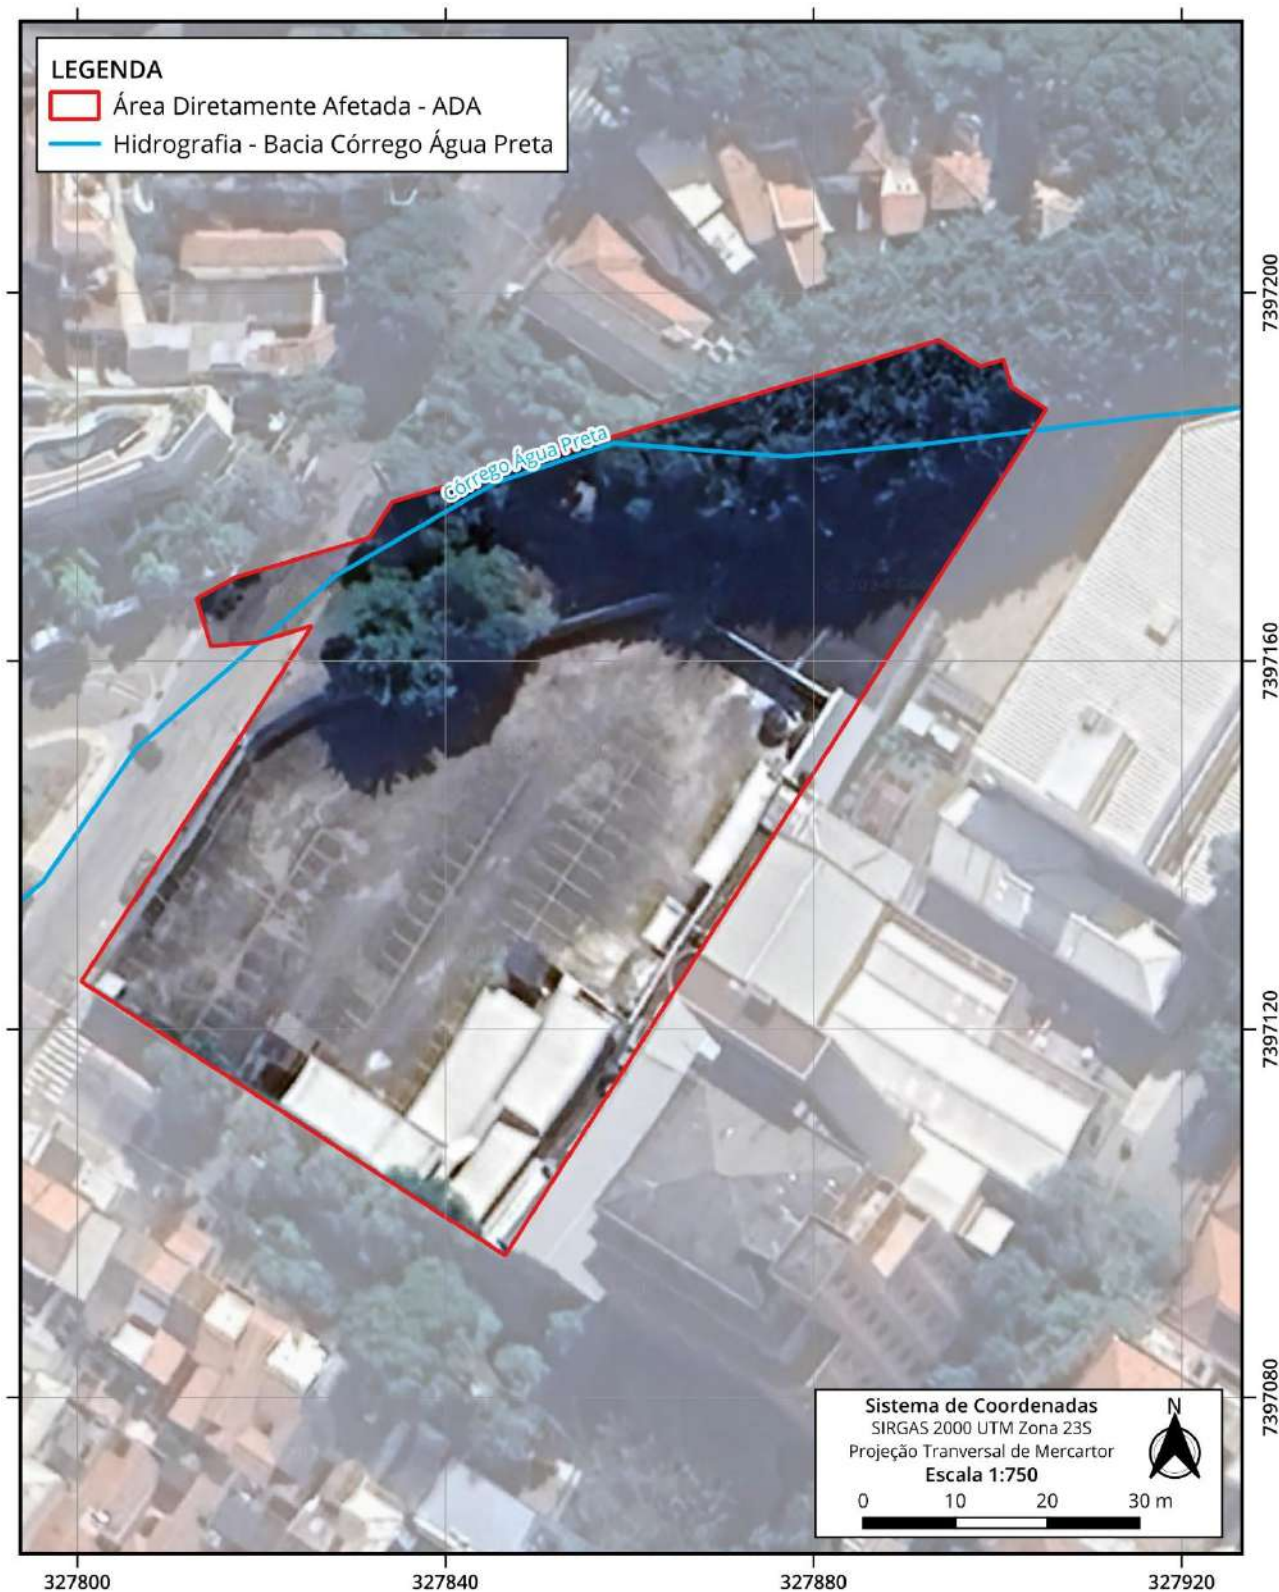 LEGENDA
Área Diretamente Afetada - ADA
Hidrografia - Bacia Córrego Água Preta
7397200
Córrego Água Preta
7397160
7397120
7397080
Sistema de Coordenadas
SIRGAS 2000 UTM Zona 23S
Projeção Tranversal de Mercartor
Escala 1:750
N
0 10 20 30 m
327800 327840 327880 327920